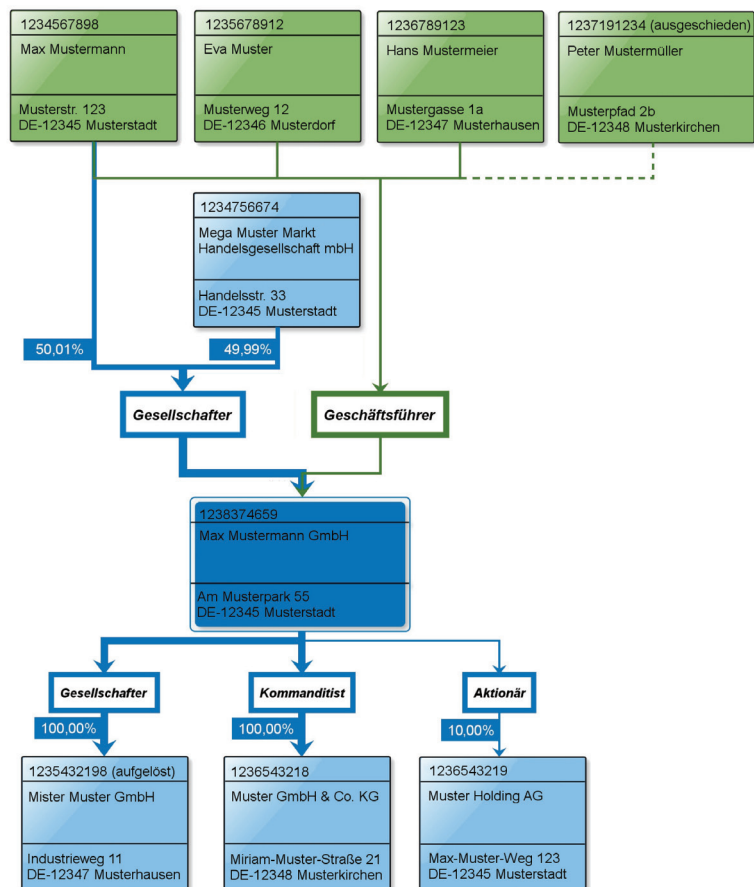 1234567898
Max Mustermann
Musterstr. 123
DE-12345 Musterstadt
1235678912
Eva Muster
Musterweg 12
DE-12346 Musterdorf
1236789123
Hans Mustermeier
Mustergasse 1a
DE-12347 Musterhausen
1237191234 (ausgeschieden)
Peter Mustermüller
Musterpfad 2b
DE-12348 Musterkirchen
1234756674
Mega Muster Markt
Handelsgesellschaft mbH
Handelsstr. 33
DE-12345 Musterstadt
50,01%
49,99%
Gesellschafter
Geschäftsführer
1238374659
Max Mustermann GmbH
Am Musterpark 55
DE-12345 Musterstadt
Gesellschafter
Kommanditist
Aktionär
100,00%
100,00%
10,00%
1235432198 (aufgelöst)
Mister Muster GmbH
Industrieweg 11
DE-12347 Musterhausen
1236543218
Muster GmbH & Co. KG
Miriam-Muster-Straße 21
DE-12348 Musterkirchen
1236543219
Muster Holding AG
Max-Muster-Weg 123
DE-12345 Musterstadt